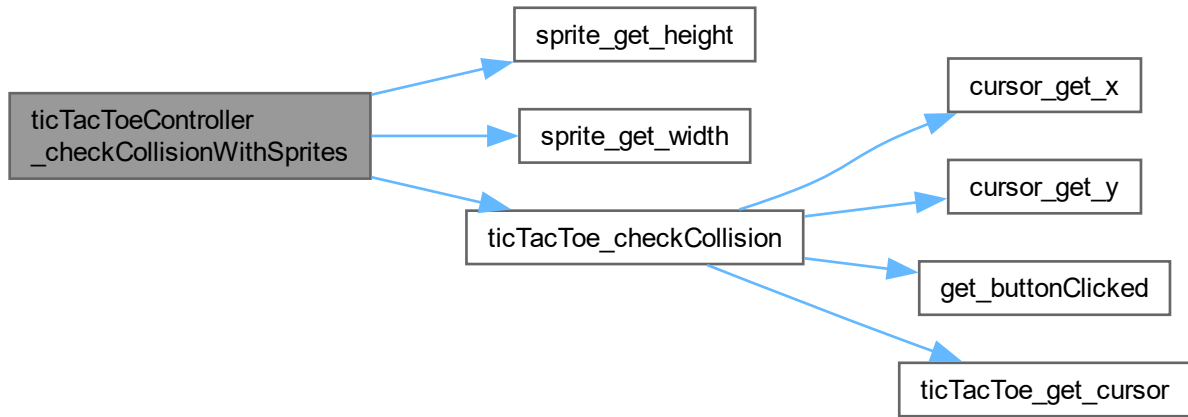 sprite_get_height
cursor_get_x
ticTacToeController
_checkCollisionWithSprites
sprite_get_width
cursor_get_y
ticTacToe_checkCollision
get_buttonClicked
ticTacToe_get_cursor